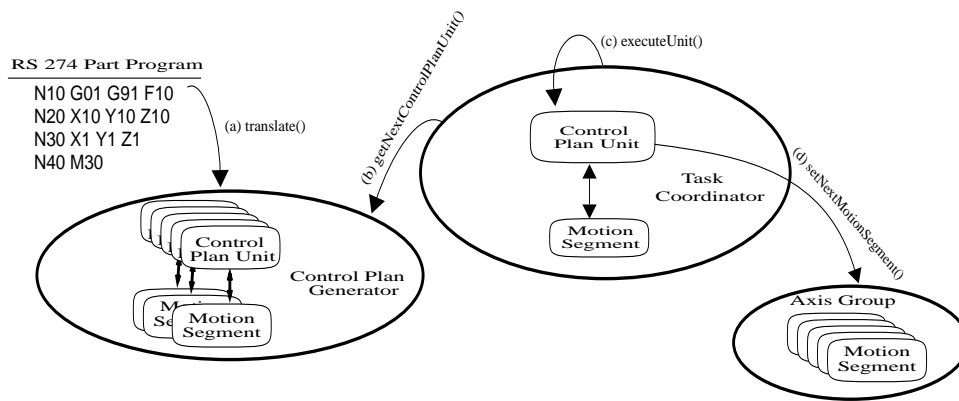 RS 274 Part Program
N10 G01 G91 F10
N20 X10 Y10 Z10
N30 X1 Y1 Z1
N40 M30
(a) translate()
(b) getNextControlPlanUnit()
(c) executeUnit()
Control
Plan Unit
Task
Coordinator
Motion
Segment
(d) setNextMotionSegment()
Control
Plan Unit
Control Plan
Generator
Motion
Segment
Axis Group
Motion
Segment